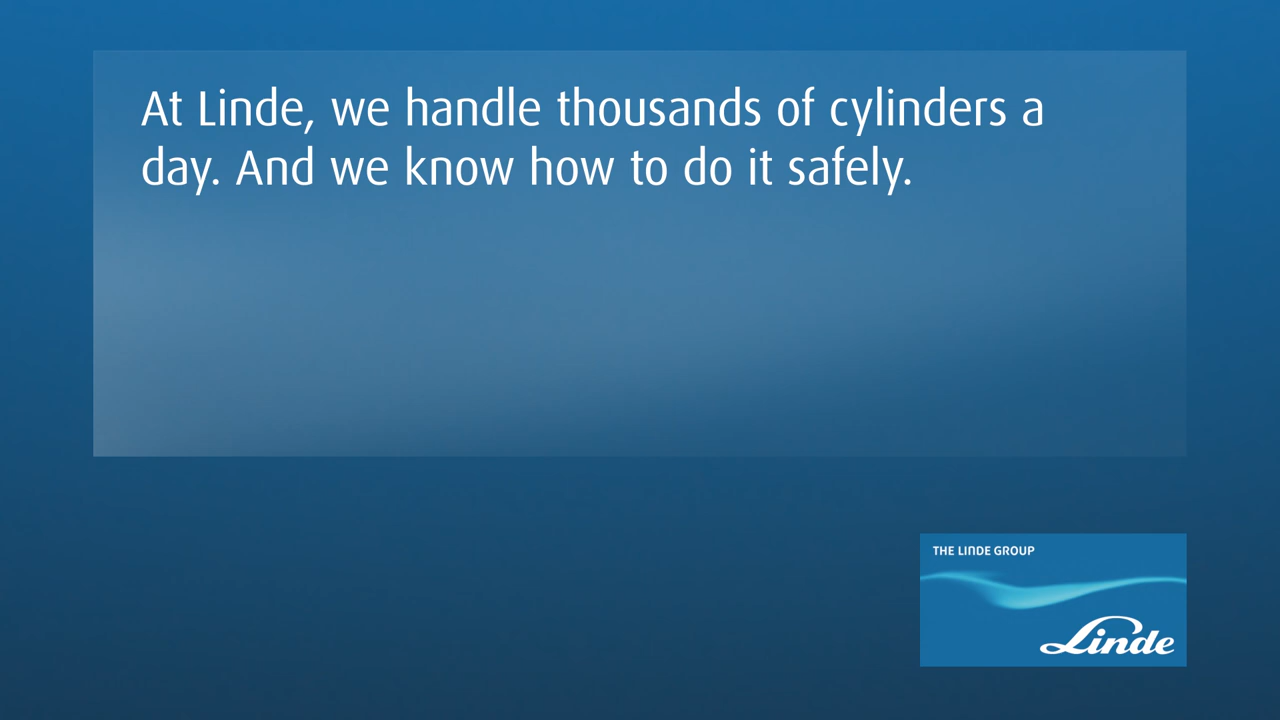 At Linde, we handle thousands of cylinders a
day. And we know how to do it safely.
THE LINDE GROUP
Linde